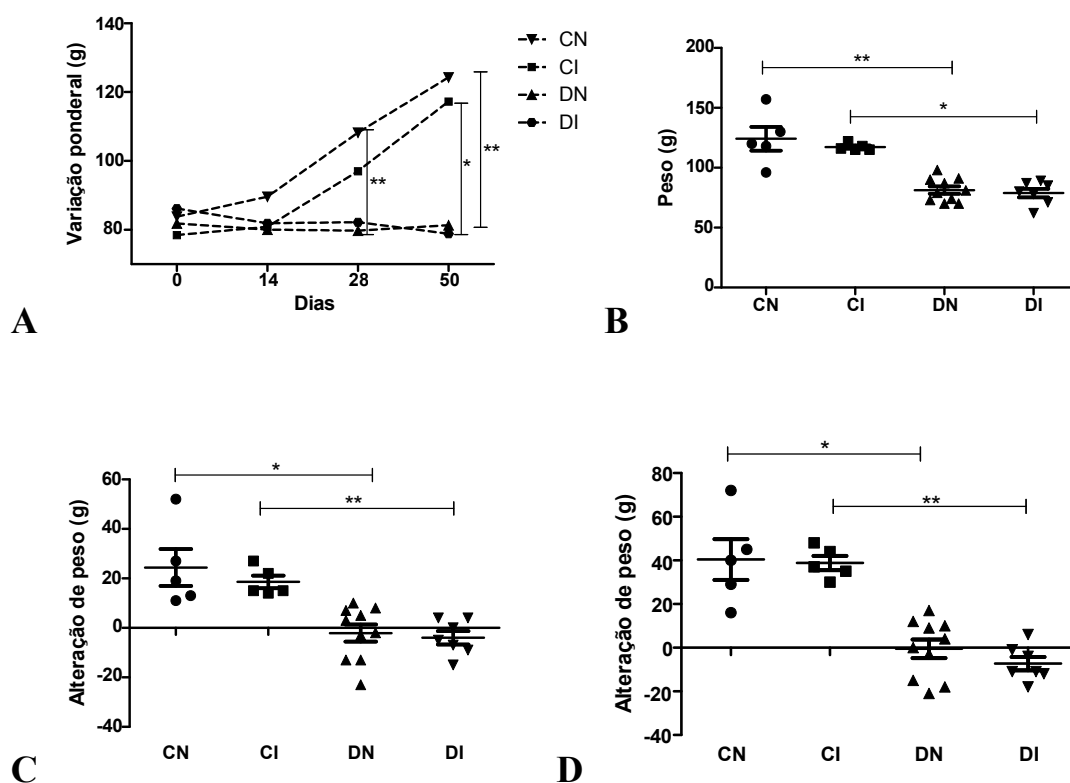 Variação ponderal (g)
140
120
100
80
0
14
28
50
Dias
**
*
**
CN
CI
DN
DI
A
Peso (g)
200
150
100
50
0
**
*
CN
CI
DN
DI
B
Alteração de peso (g)
60
40
20
0
-20
-40
*
**
CN
CI
DN
DI
C
Alteração de peso (g)
80
60
40
20
0
-20
-40
*
**
CN
CI
DN
DI
D